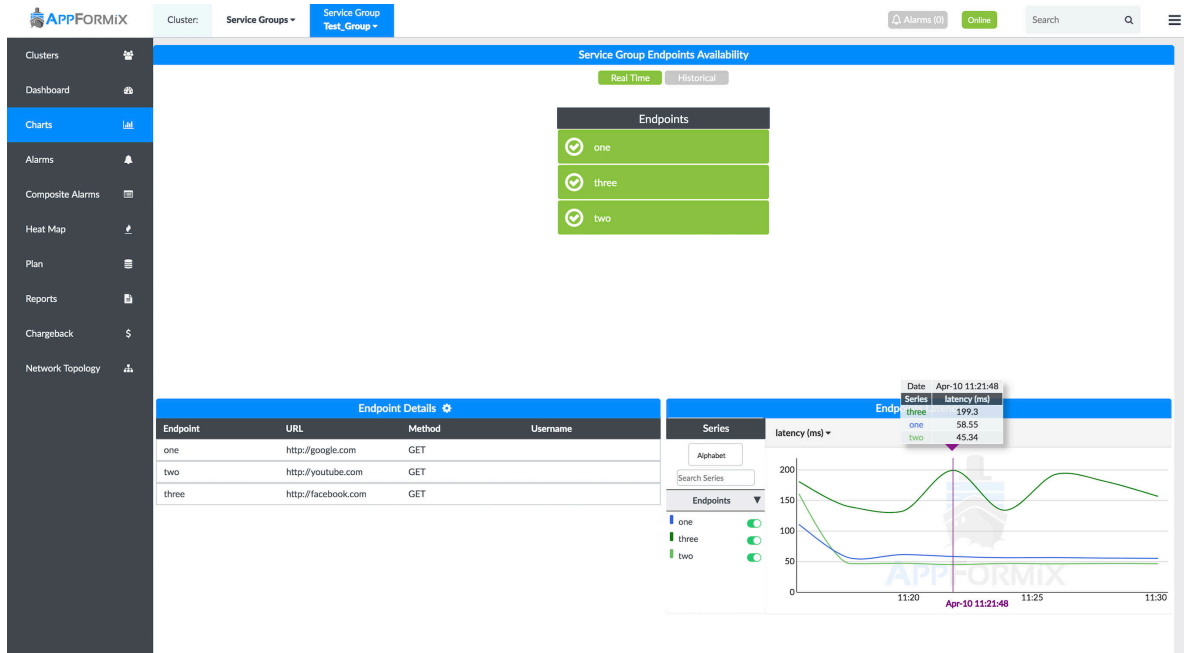 APPFORMIX
Cluster:
Service Groups
Service Group
Test_Group
Alarms (0)
Online
Search
Clusters
Dashboard
Charts
Alarms
Composite Alarms
Heat Map
Plan
Reports
Chargeback
$
Network Topology
Service Group Endpoints Availability
Real Time Historical
Endpoints
one
three
two
Endpoint Details
Endpoint URL Method Username
one http://google.com GET
two http://youtube.com GET
three http://facebook.com GET
Date Apr-10 11:21:48
Series latency (ms)
three 199.3
one 58.55
two 45.34
Series
Alphabet
Search Series
Endpoints
one
three
two
latency (ms)
200
150
100
50
0
11:20 11:25 11:30
Apr-10 11:21:48
APPFORMIX